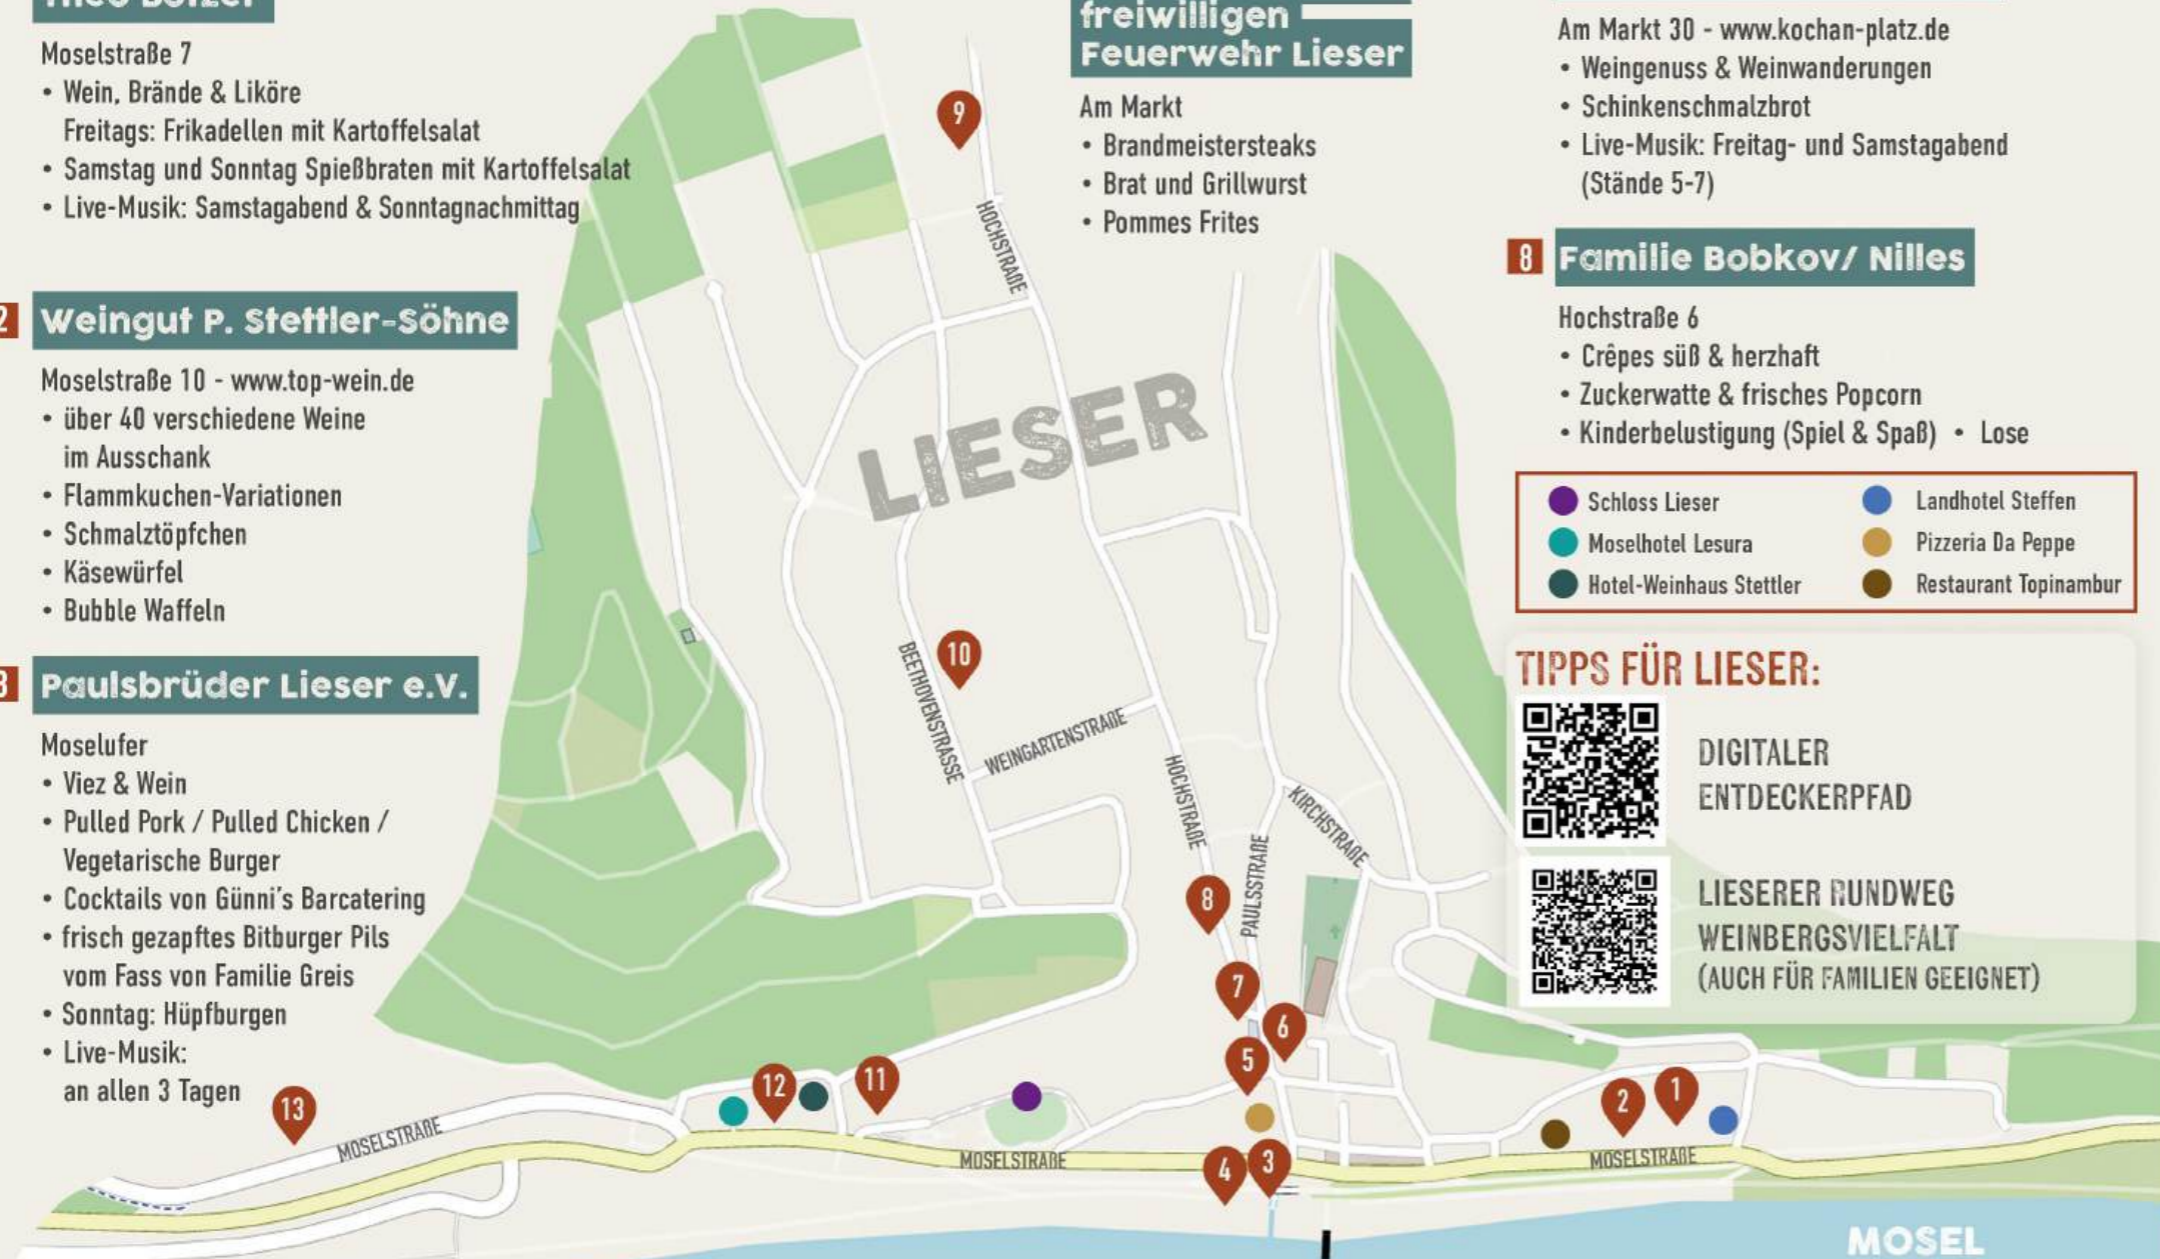 Moselstraße 7
• Wein, Brände & Liköre
Freitags: Frikadellen mit Kartoffelsalat
• Samstag und Sonntag Spießbraten mit Kartoffelsalat
• Live-Musik: Samstagabend & Sonntagnachmittag
2 Weingut P. Stettler-Söhne
Moselstraße 10 - www.top-wein.de
• über 40 verschiedene Weine
im Ausschank
• Flammkuchen-Variationen
• Schmalztöpfchen
• Käsewürfel
• Bubble Waffeln
3 Paulsbrüder Lieser e.V.
Moselufer
• Viez & Wein
• Pulled Pork / Pulled Chicken /
Vegetarische Burger
• Cocktails von Günni's Barcatering
• frisch gezapftes Bitburger Pils
vom Fass von Familie Greis
• Sonntag: Hüpfburgen
• Live-Musik:
an allen 3 Tagen
freiwilligen
Feuerwehr Lieser
Am Markt
• Brandmeistersteaks
• Brat und Grillwurst
• Pommes Frites
Am Markt 30 - www.kochan-platz.de
• Weingenuss & Weinwanderungen
• Schinkenschmalzbrot
• Live-Musik: Freitag- und Samstagabend
(Stände 5-7)
8 Familie Bobkov/ Nilles
Hochstraße 6
• Crêpes süß & herzhaft
• Zuckerwatte & frisches Popcorn
• Kinderbelustigung (Spiel & Spaß) • Lose
Schloss Lieser
Landhotel Steffen
Moselhotel Lesura
Pizzeria Da Peppe
Hotel-Weinhaus Stettler
Restaurant Topinambur
TIPPS FÜR LIESER:
DIGITALER
ENTDECKERPFAD
LIESERER RUNDWEG
WEINBERGSVIELFALT
(AUCH FÜR FAMILIEN GEEIGNET)
9
HOCHSTRAßE
LIESER
10
BEETHOVENSTRASSE
WEINGARTENSTRAßE
HOCHSTRAßE
KIRCHSTRAßE
PAULSSTRAßE
8
7
6
5
12
11
13
2
1
MOSELSTRAßE
MOSELSTRAßE
4
3
MOSELSTRAßE
MOSEL